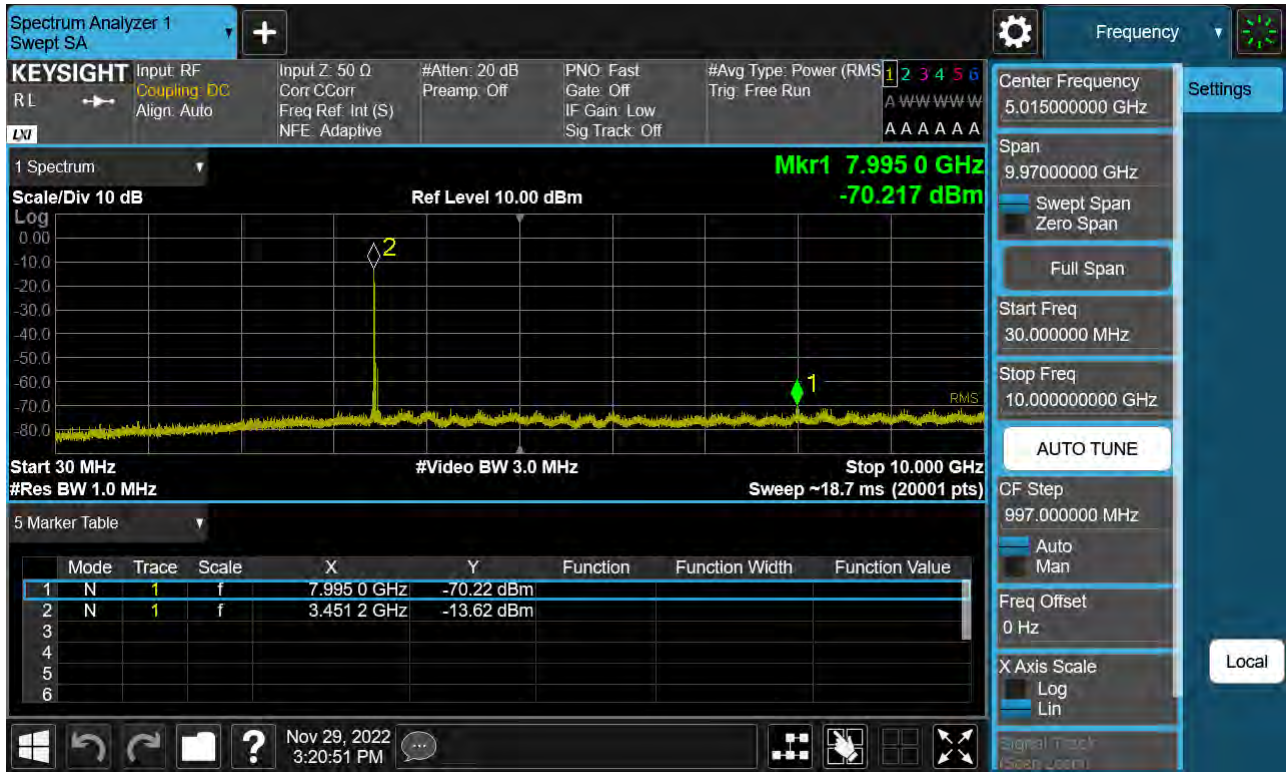 Spectrum Analyzer 1
Swept SA
Frequency
KEYSIGHT
RL
LXI
Input: RF
Coupling: DC
Align: Auto
Input Z: 50 Ω
Corr CCorr
Freq Ref: Int (S)
NFE: Adaptive
#Atten: 20 dB
Preamp: Off
PNO: Fast
Gate: Off
IF Gain: Low
Sig Track: Off
#Avg Type: Power (RMS
Trig: Free Run
1 2 3 4 5 6
A W W W W W
A A A A A A
1 Spectrum
Mkr1 7.995 0 GHz
-70.217 dBm
Scale/Div 10 dB
Ref Level 10.00 dBm
Log
0.00
-10.0
-20.0
-30.0
-40.0
-50.0
-60.0
-70.0
-80.0
2
1
RMS
Start 30 MHz
#Video BW 3.0 MHz
Stop 10.000 GHz
#Res BW 1.0 MHz
Sweep ~18.7 ms (20001 pts)
5 Marker Table
Mode Trace Scale X Y Function Function Width Function Value
1 N 1 f 7.995 0 GHz -70.22 dBm
2 N 1 f 3.451 2 GHz -13.62 dBm
3
4
5
6
Nov 29, 2022
3:20:51 PM
?
Center Frequency
5.015000000 GHz
Settings
Span
9.97000000 GHz
Swept Span
Zero Span
Full Span
Start Freq
30.000000 MHz
Stop Freq
10.000000000 GHz
AUTO TUNE
CF Step
997.000000 MHz
Auto
Man
Freq Offset
0 Hz
X Axis Scale
Log
Lin
Local
Signal Track
(Span Zoom)